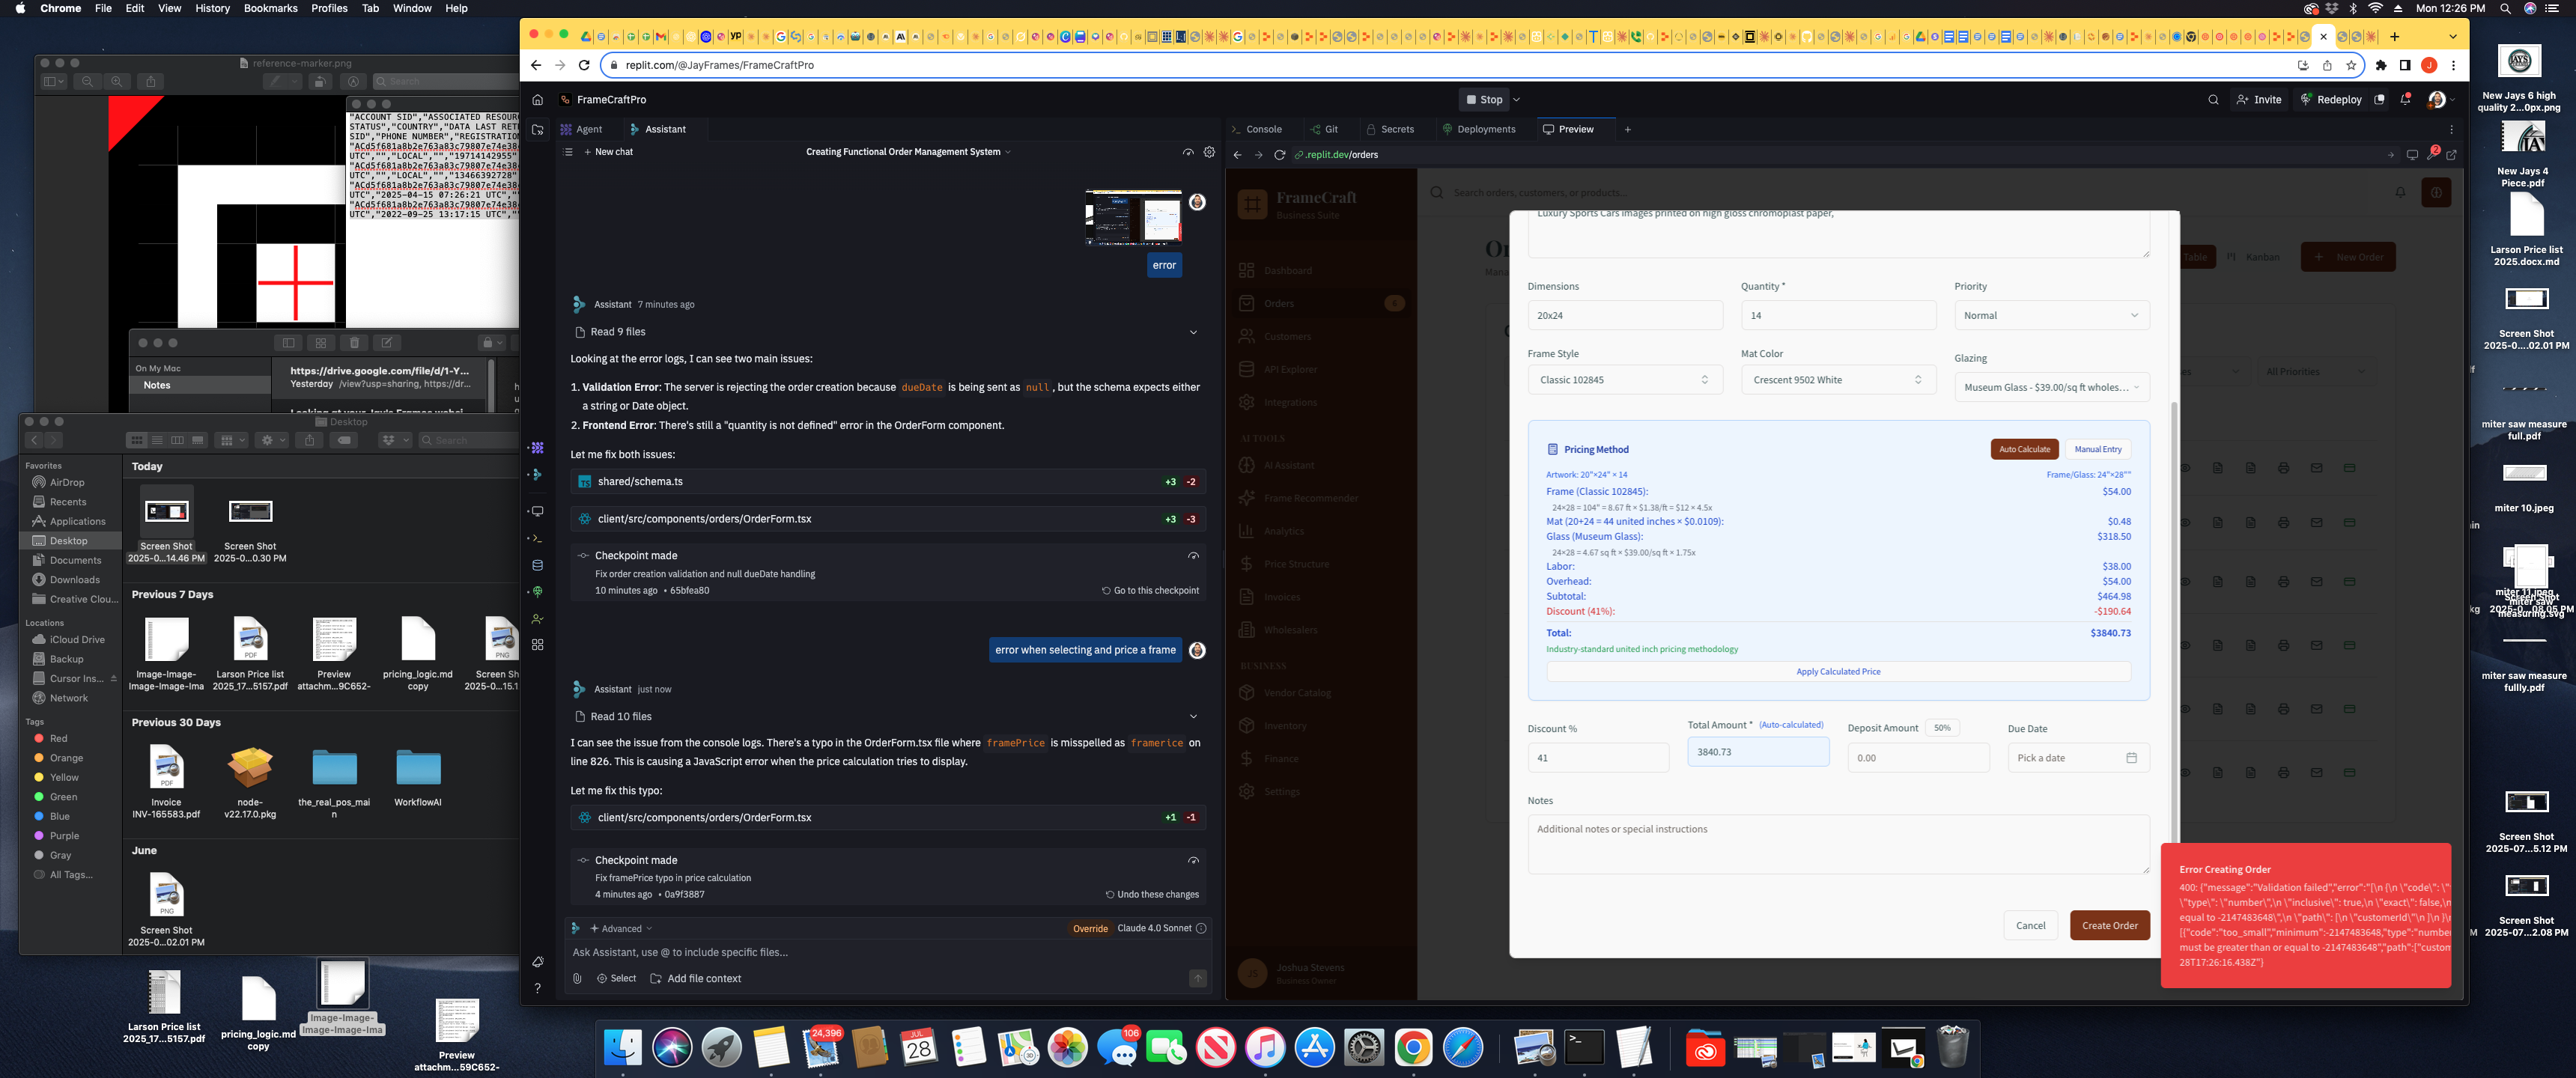 Chrome File Edit View History Bookmarks Profiles Tab Window Help
Mon 12:26 PM
reference-marker.png
Search
"ACCOUNT SID","ASSOCIATED RESOUR
STATUS","COUNTRY","DATA LAST RET
SID","PHONE NUMBER","REGISTRATION
UTC","","LOCAL","","19714142955"
UTC","","LOCAL","","13466392728"
UTC","2025-04-15 07:26:21 UTC",""
UTC","2022-09-25 13:17:15 UTC",""
On My Mac
Notes
https://drive.google.com/file/d/1-Y...
Yesterday /view?usp=sharing, https://dr...
Desktop
Search
Favorites
AirDrop
Recents
Applications
Desktop
Documents
Downloads
Creative Clou...
Locations
iCloud Drive
Backup
Cursor Ins...
Network
Tags
Red
Orange
Yellow
Green
Blue
Purple
Gray
All Tags...
Today
Screen Shot
2025-0...14.46 PM
Screen Shot
2025-0...0.30 PM
Previous 7 Days
Image-Image-
Image-Image-Ima
Larson Price list
2025_17...5157.pdf
Preview
attachm...59C652-
pricing_logic.md
copy
Screen Sh
2025-0...15.1
Previous 30 Days
Invoice
INV-165583.pdf
node-
v22.17.0.pkg
the_real_pos_mai
n
WorkflowAI
June
Screen Shot
2025-0...02.01 PM
Larson Price list
2025_17...5157.pdf
pricing_logic.md
copy
Image-Image-
Image-Image-Ima
Preview
attachm...59C652-
replit.com/@JayFrames/FrameCraftPro
FrameCraftPro
Stop
Invite
Redeploy
Agent
Assistant
New chat
Creating Functional Order Management System
error
Assistant 7 minutes ago
Read 9 files
Looking at the error logs, I can see two main issues:
1. Validation Error: The server is rejecting the order creation because dueDate is being sent as null, but the schema expects either
a string or Date object.
2. Frontend Error: There's still a "quantity is not defined" error in the OrderForm component.
Let me fix both issues:
shared/schema.ts +3 -2
client/src/components/orders/OrderForm.tsx +3 -3
Checkpoint made
Fix order creation validation and null dueDate handling
10 minutes ago • 65bfea80 Go to this checkpoint
error when selecting and price a frame
Assistant just now
Read 10 files
I can see the issue from the console logs. There's a typo in the OrderForm.tsx file where framePrice is misspelled as framerice on
line 826. This is causing a JavaScript error when the price calculation tries to display.
Let me fix this typo:
client/src/components/orders/OrderForm.tsx +1 -1
Checkpoint made
Fix framePrice typo in price calculation
4 minutes ago • 0a9f3887 Undo these changes
Advanced
Override Claude 4.0 Sonnet
Ask Assistant, use @ to include specific files...
Select Add file context
Console Git Secrets Deployments Preview
.replit.dev/orders
FrameCraft
Business Suite
Search orders, customers, or products...
Dashboard
Orders
Customers
API Explorer
Integrations
AI TOOLS
AI Assistant
Frame Recommender
Analytics
Price Structure
Invoices
Wholesalers
BUSINESS
Vendor Catalog
Inventory
Finance
Settings
Joshua Stevens
Business Owner
Table
Kanban
New Order
All Priorities
Luxury Sports Cars images printed on high gloss chromoplast paper,
Dimensions Quantity * Priority
20x24 14 Normal
Frame Style Mat Color Glazing
Classic 102845 Crescent 9502 White Museum Glass - $39.00/sq ft wholes...
Pricing Method Auto Calculate Manual Entry
Artwork: 20"×24" × 14 Frame/Glass: 24"×28""
Frame (Classic 102845): $54.00
24×28 = 104" = 8.67 ft × $1.38/ft = $12 × 4.5x
Mat (20+24 = 44 united inches × $0.0109): $0.48
Glass (Museum Glass): $318.50
24×28 = 4.67 sq ft × $39.00/sq ft × 1.75x
Labor: $38.00
Overhead: $54.00
Subtotal: $464.98
Discount (41%): -$190.64
Total: $3840.73
Industry-standard united inch pricing methodology
Apply Calculated Price
Discount % Total Amount * (Auto-calculated) Deposit Amount 50% Due Date
41 3840.73 0.00 Pick a date
Notes
Additional notes or special instructions
Cancel Create Order
Error Creating Order
400: {"message":"Validation failed","error":"[\n {\n \"code\": \"
\"type\": \"number\",\n \"inclusive\": true,\n \"exact\": false,\n
equal to -2147483648\",\n \"path\": [\n \"customerId\"\n ]\n }\n
[{"code":"too_small","minimum":-2147483648,"type":"number
must be greater than or equal to -2147483648","path":["custom
28T17:26:16.438Z"}
New Jays 6 high
quality 2...0px.png
New Jays 4
Piece.pdf
Larson Price list
2025.docx.md
Screen Shot
2025-0....02.01 PM
miter saw measure
full.pdf
miter 10.jpeg
miter saw measure
fullly.pdf
Screen Shot
2025-07...5.12 PM
Screen Shot
2025-07...2.08 PM
JUL
28
24,396
106